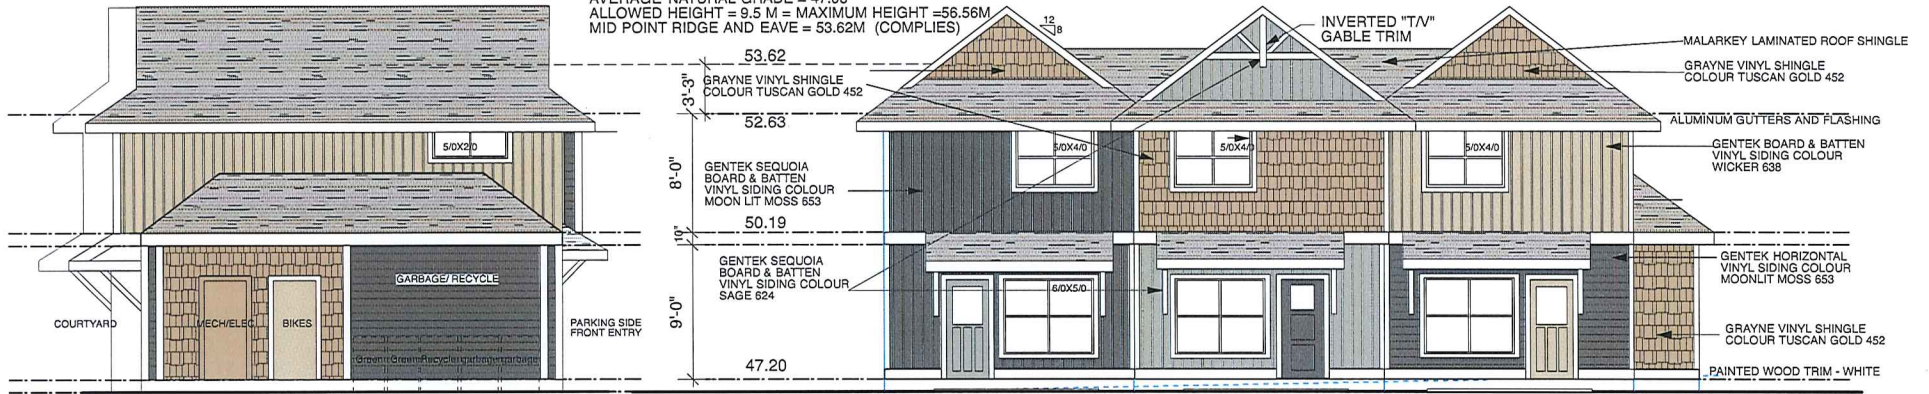 ALLOWED HEIGHT = 9.5 M = MAXIMUM HEIGHT =56.56M
MID POINT RIDGE AND EAVE = 53.62M (COMPLIES)
12
8
INVERTED "T/V"
GABLE TRIM
MALARKEY LAMINATED ROOF SHINGLE
GRAYNE VINYL SHINGLE
COLOUR TUSCAN GOLD 452
53.62
3'-3"
GRAYNE VINYL SHINGLE
COLOUR TUSCAN GOLD 452
52.63
ALUMINUM GUTTERS AND FLASHING
5/0X2/0
5/0X4/0
5/0X4/0
5/0X4/0
GENTEK BOARD & BATTEN
VINYL SIDING COLOUR
WICKER 638
8'-0"
GENTEK SEQUOIA
BOARD & BATTEN
VINYL SIDING COLOUR
MOON LIT MOSS 653
50.19
10"
GENTEK SEQUOIA
BOARD & BATTEN
VINYL SIDING COLOUR
SAGE 624
9'-0"
6/0X5/0
GENTEK HORIZONTAL
VINYL SIDING COLOUR
MOONLIT MOSS 653
GARBAGE/ RECYCLE
COURTYARD
MECH/ELEC
BIKES
PARKING SIDE
FRONT ENTRY
Green Green Recycle garbage garbage
GRAYNE VINYL SHINGLE
COLOUR TUSCAN GOLD 452
47.20
PAINTED WOOD TRIM - WHITE